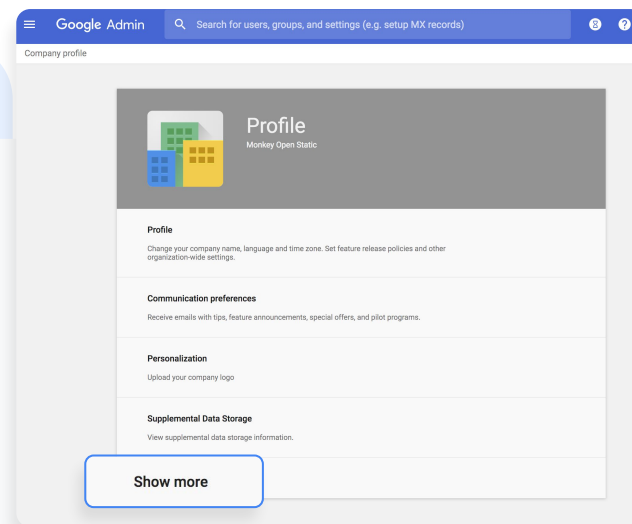 Google Admin
Search for users, groups, and settings (e.g. setup MX records)
8
?
Company profile
Profile
Monkey Open Static
Profile
Change your company name, language and time zone. Set feature release policies and other
organization-wide settings.
Communication preferences
Receive emails with tips, feature announcements, special offers, and pilot programs.
Personalization
Upload your company logo
Supplemental Data Storage
View supplemental data storage information.
Show more